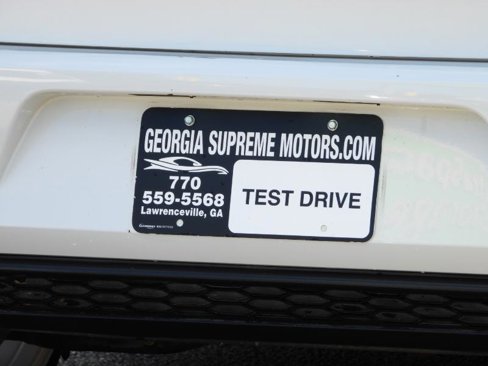 GEORGIA SUPREME MOTORS.COM
770
559-5568
Lawrenceville, GA
TEST DRIVE